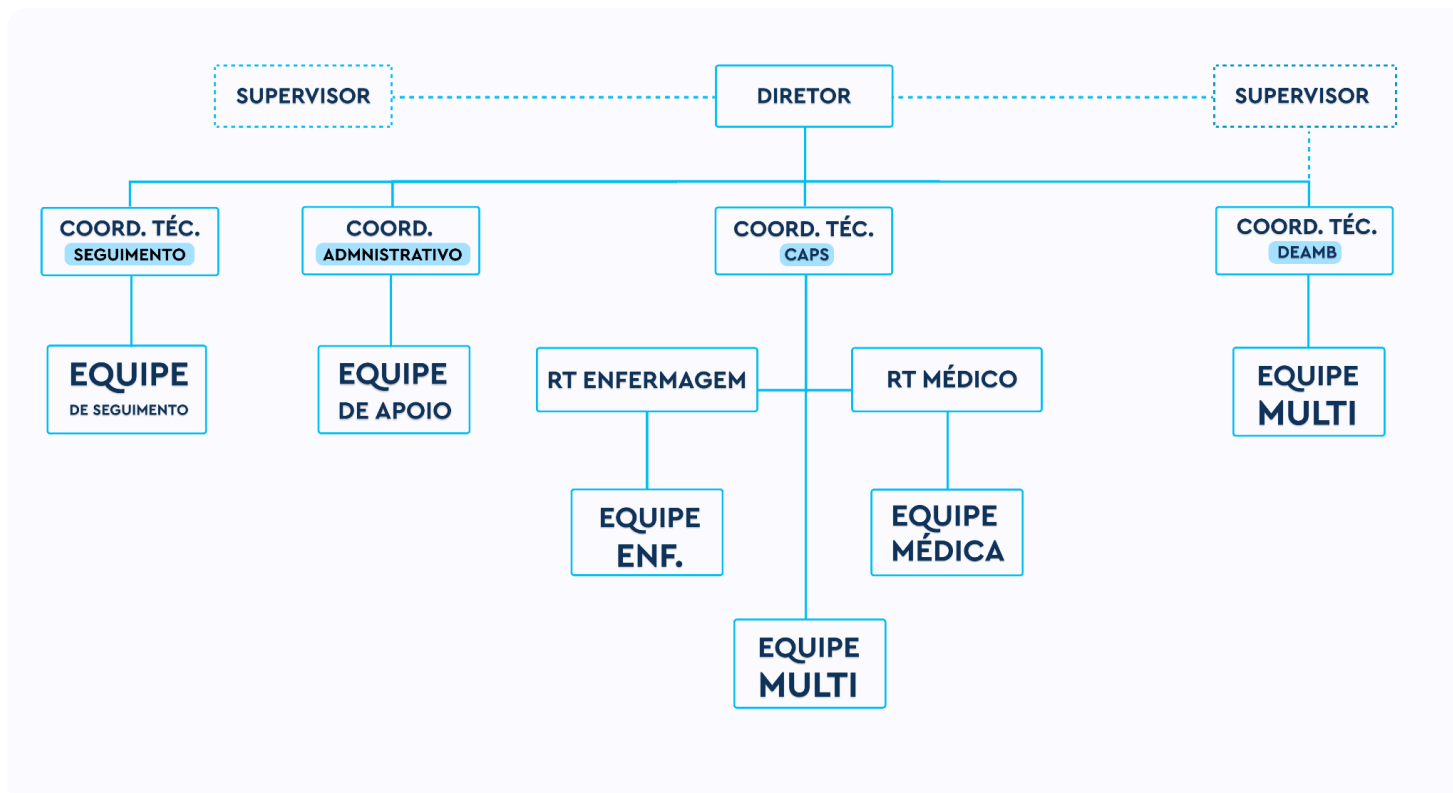 SUPERVISOR
DIRETOR
SUPERVISOR
COORD. TÉC.
SEGUIMENTO
COORD.
ADMNISTRATIVO
COORD. TÉC.
CAPS
COORD. TÉC.
DEAMB
EQUIPE
DE SEGUIMENTO
EQUIPE
DE APOIO
RT ENFERMAGEM
RT MÉDICO
EQUIPE
MULTI
EQUIPE
ENF.
EQUIPE
MÉDICA
EQUIPE
MULTI